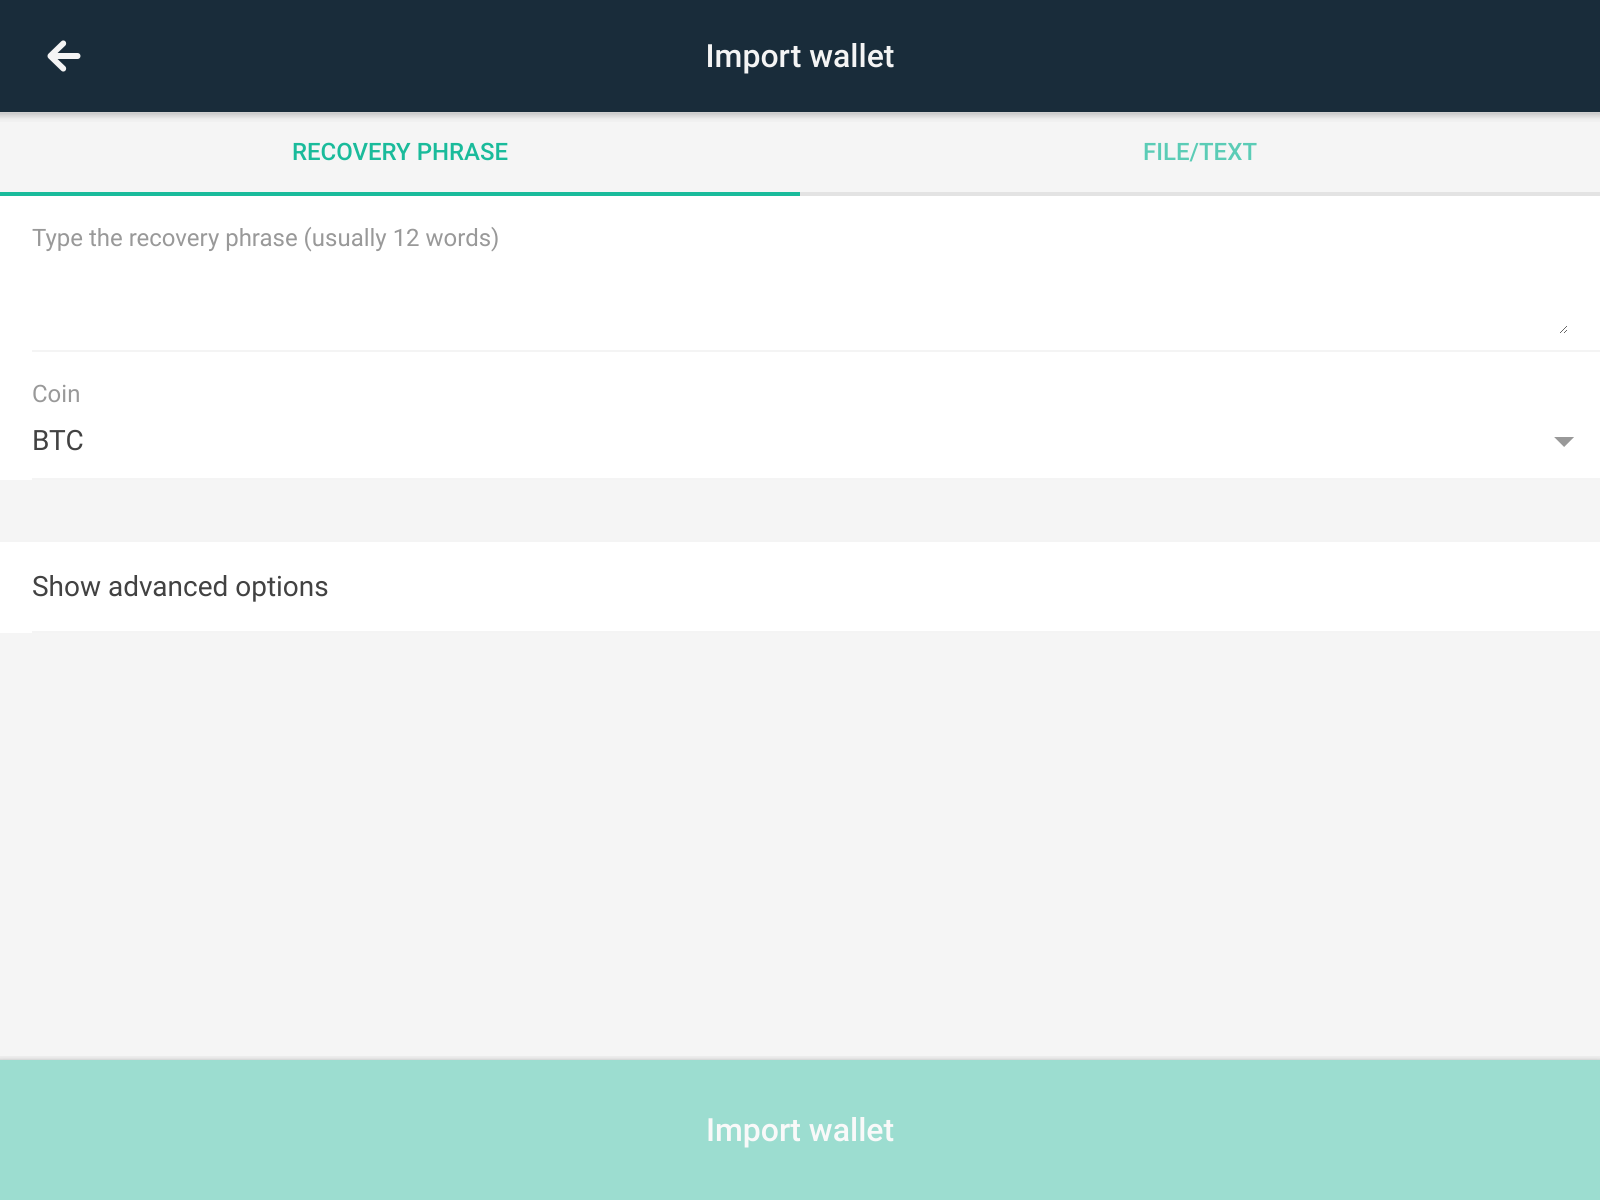 Import wallet
RECOVERY PHRASE
FILE/TEXT
Type the recovery phrase (usually 12 words)
Coin
BTC
Show advanced options
Import wallet